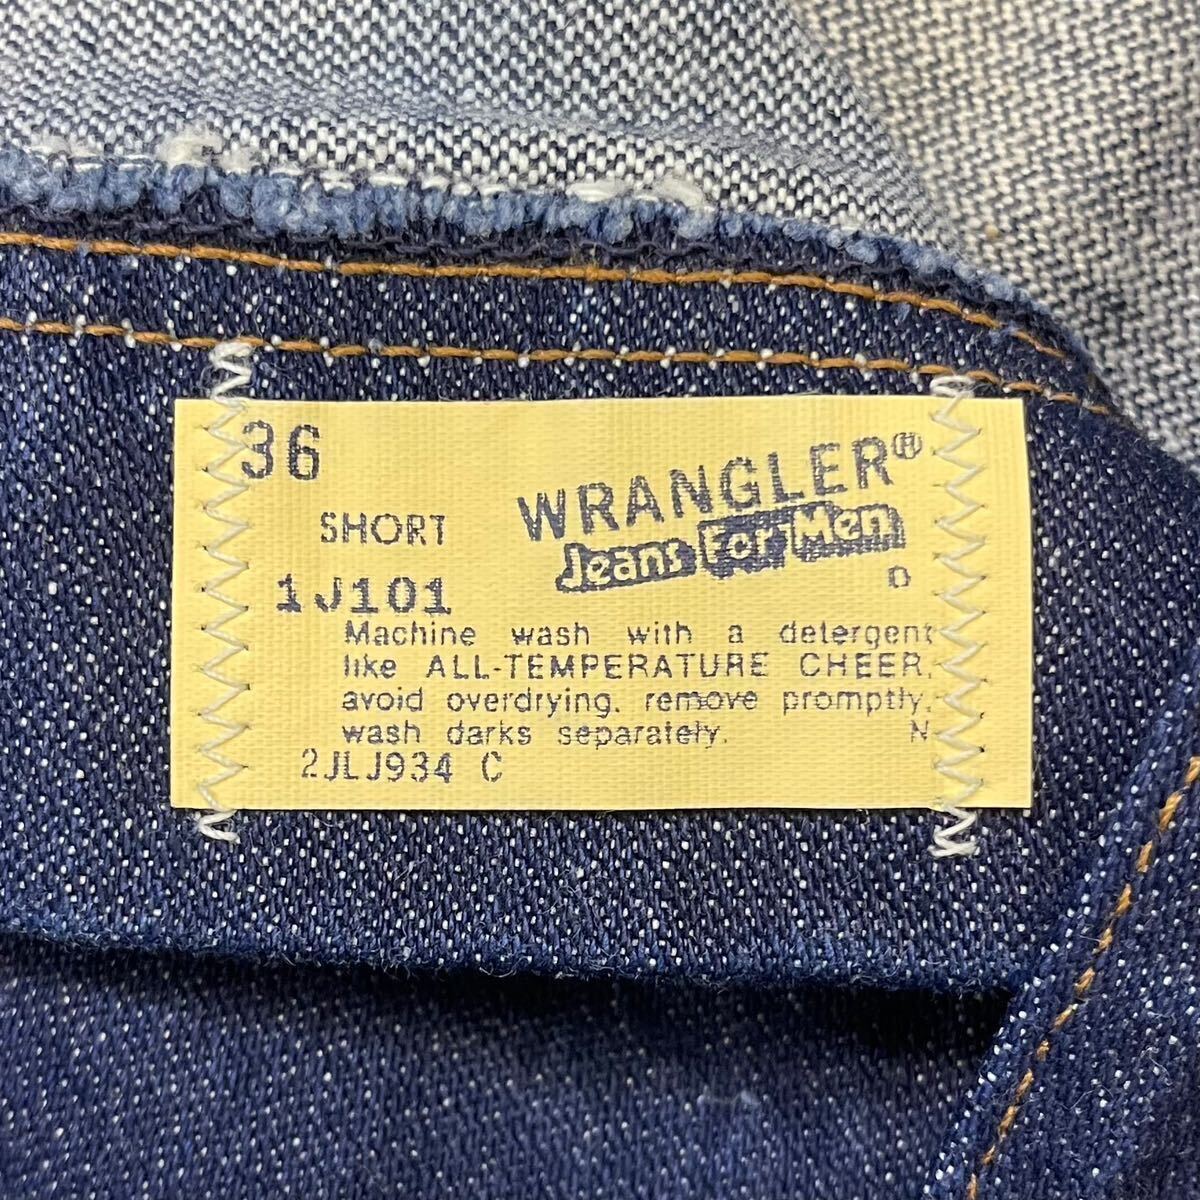 36
WRANGLER®
SHORT
Jeans For Men
D
1J101
Machine wash with a detergent
like ALL-TEMPERATURE CHEER,
avoid overdrying, remove promptly,
wash darks separately. N
2JLJ934 C